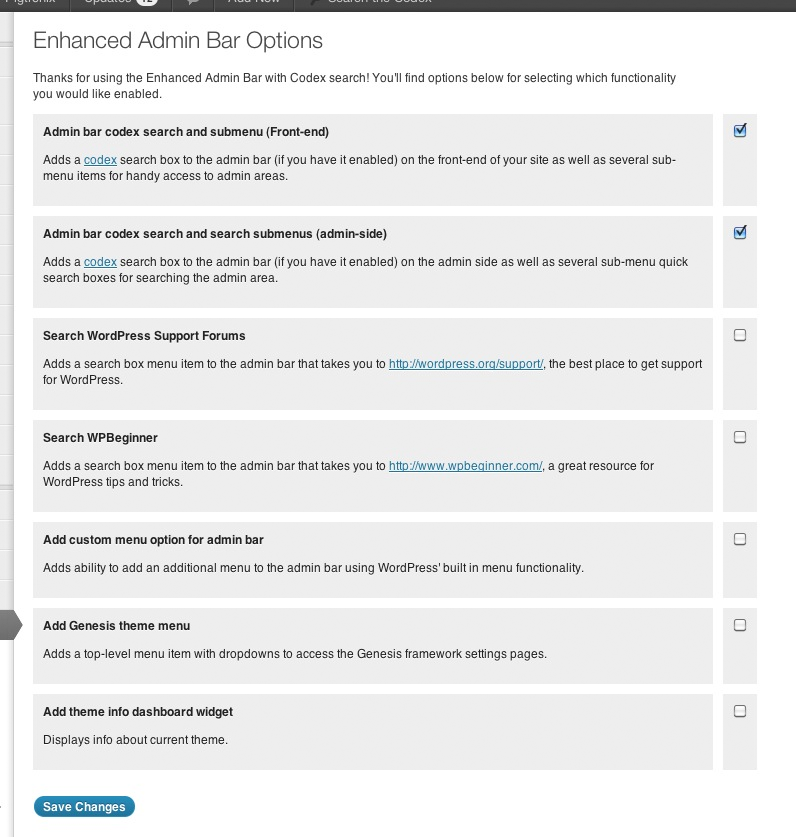 Updates 12 Add New Search the Codex
Enhanced Admin Bar Options
Thanks for using the Enhanced Admin Bar with Codex search! You'll find options below for selecting which functionality
you would like enabled.
Admin bar codex search and submenu (Front-end)
Adds a codex search box to the admin bar (if you have it enabled) on the front-end of your site as well as several sub-
menu items for handy access to admin areas.
Admin bar codex search and search submenus (admin-side)
Adds a codex search box to the admin bar (if you have it enabled) on the admin side as well as several sub-menu quick
search boxes for searching the admin area.
Search WordPress Support Forums
Adds a search box menu item to the admin bar that takes you to http://wordpress.org/support/, the best place to get support
for WordPress.
Search WPBeginner
Adds a search box menu item to the admin bar that takes you to http://www.wpbeginner.com/, a great resource for
WordPress tips and tricks.
Add custom menu option for admin bar
Adds ability to add an additional menu to the admin bar using WordPress' built in menu functionality.
Add Genesis theme menu
Adds a top-level menu item with dropdowns to access the Genesis framework settings pages.
Add theme info dashboard widget
Displays info about current theme.
Save Changes